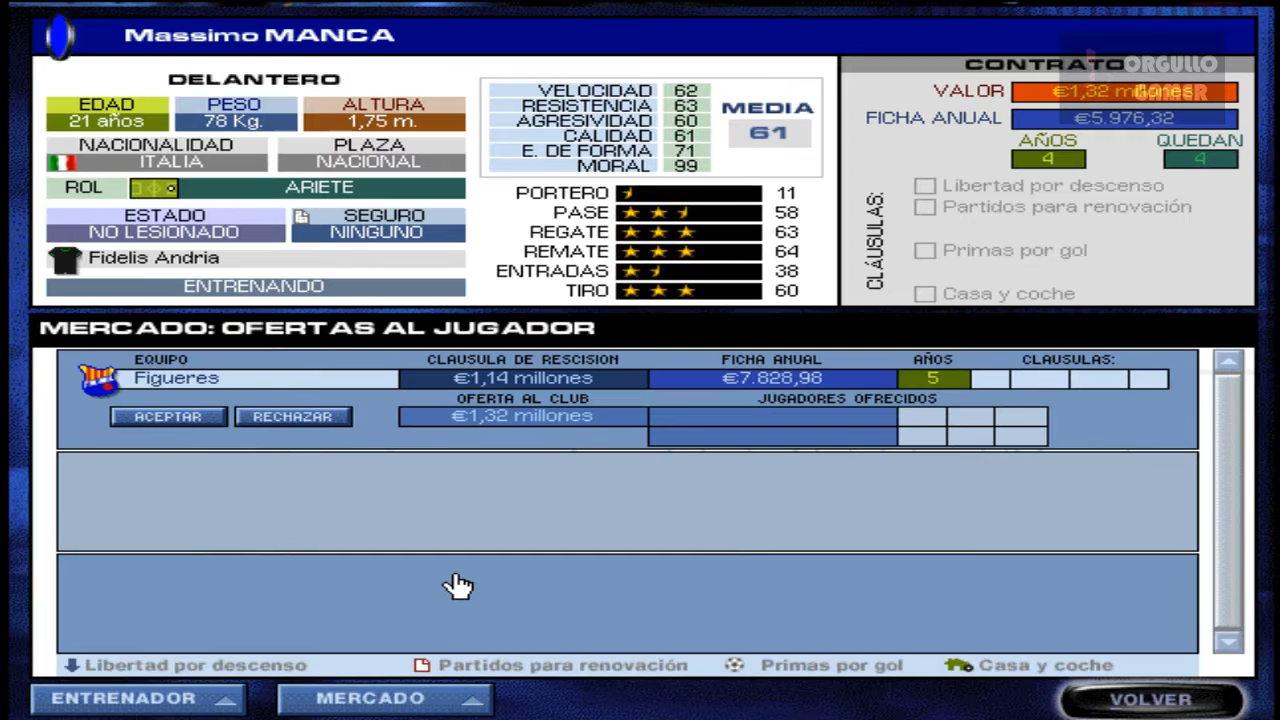 Massimo MANCA
DELANTERO
EDAD PESO ALTURA
21 años 78 Kg. 1,75 m.
NACIONALIDAD PLAZA
ITALIA NACIONAL
ROL ARIETE
ESTADO SEGURO
NO LESIONADO NINGUNO
Fidelis Andria
ENTRENANDO
VELOCIDAD 62
RESISTENCIA 63
AGRESIVIDAD 60
CALIDAD 61
E. DE FORMA 71
MORAL 99
MEDIA
61
PORTERO 11
PASE 58
REGATE 63
REMATE 64
ENTRADAS 38
TIRO 60
CONTRATO
ORGULLO
GAMER
VALOR €1,32 millones
FICHA ANUAL €5.976,32
AÑOS QUEDAN
4 4
CLÁUSULAS:
Libertad por descenso
Partidos para renovación
Primas por gol
Casa y coche
MERCADO: OFERTAS AL JUGADOR
EQUIPO CLAUSULA DE RESCISION FICHA ANUAL AÑOS CLAUSULAS:
Figueres €1,14 millones €7.828,98 5
OFERTA AL CLUB JUGADORES OFRECIDOS
ACEPTAR RECHAZAR €1,32 millones
Libertad por descenso Partidos para renovación Primas por gol Casa y coche
ENTRENADOR MERCADO VOLVER